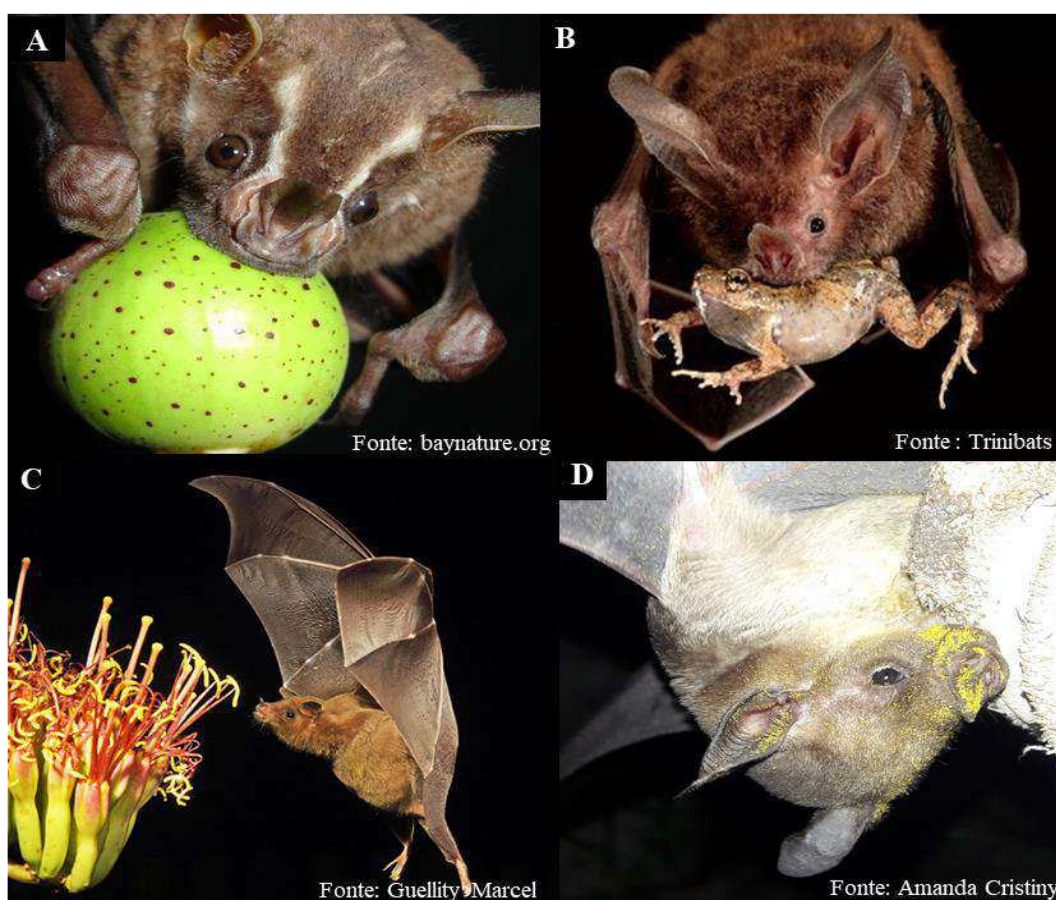 A
B
Fonte: baynature.org
Fonte : Trinibats
C
D
Fonte: Guellity Marcel
Fonte: Amanda Cristiny